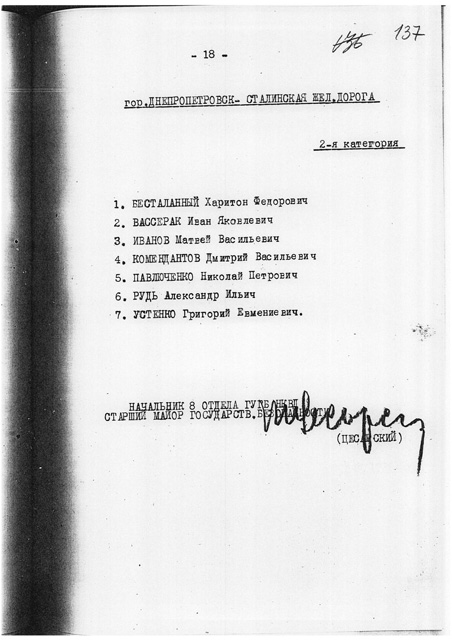 137
- 18 -
гор.ДНЕПРОПЕТРОВСК- СТАЛИНСКАЯ ЖЕЛ.ДОРОГА
2-я категория
1. БЕСТАЛАННЫЙ Харитон Федорович
2. ВАССЕРАК Иван Яковлевич
3. ИВАНОВ Матвей Васильевич
4. КОМЕНДАНТОВ Дмитрий Васильевич
5. ПАВЛЮЧЕНКО Николай Петрович
6. РУДЬ Александр Ильич
7. УСТЕНКО Григорий Евмениевич.
НАЧАЛЬНИК 8 ОТДЕЛА ГУГБ НКВД
СТАРШИЙ МАЙОР ГОСУДАРСТВ.БЕЗОПАСНОСТИ
(ЦЕСАРСКИЙ)